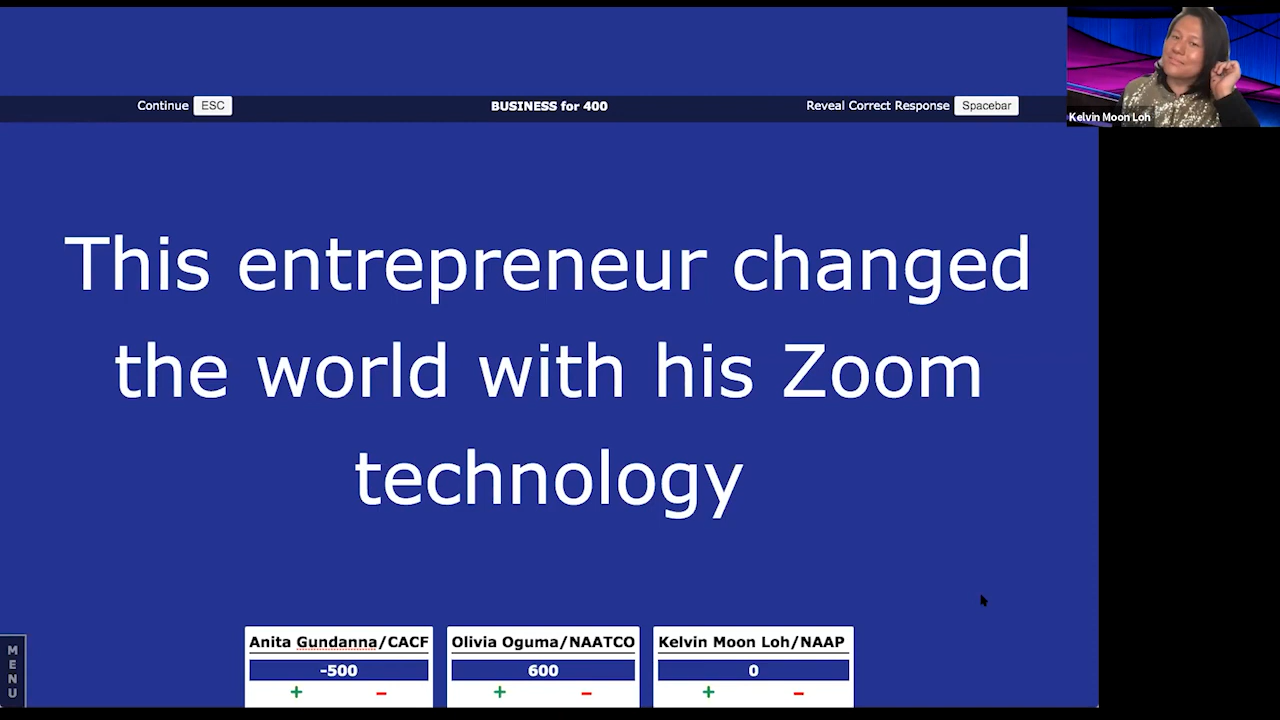 Continue ESC BUSINESS for 400 Reveal Correct Response Spacebar
Kelvin Moon Loh
This entrepreneur changed
the world with his Zoom
technology
MENU
Anita Gundanna/CACF Olivia Oguma/NAATCO Kelvin Moon Loh/NAAP
-500 600 0
+ − + − + −